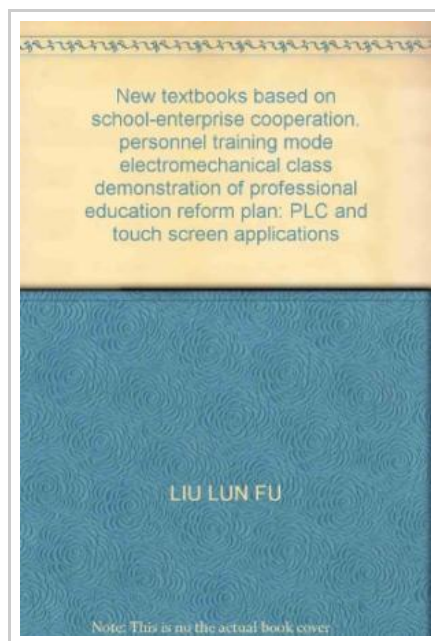 New textbooks based on
school-enterprise cooperation.
personnel training mode
electromechanical class
demonstration of professional
education reform plan: PLC and
touch screen applications
LIU LUN FU
Note: This is no the actual book cover